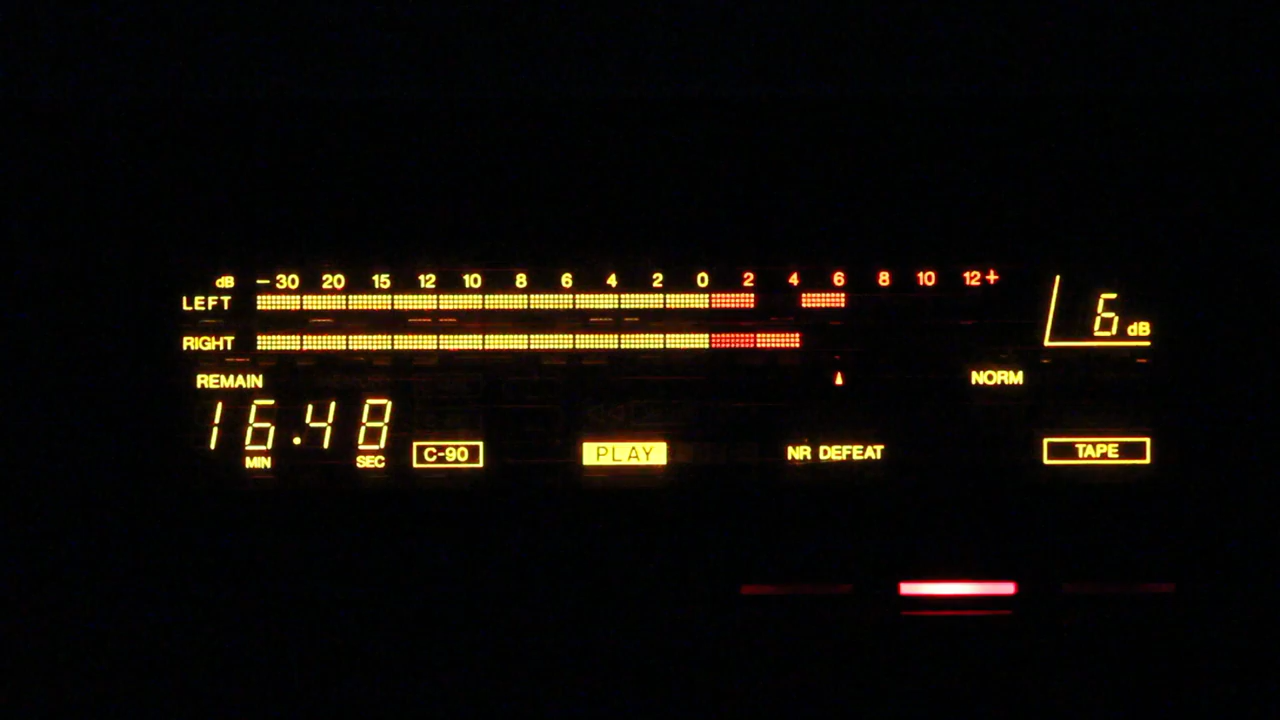 dB − 30 20 15 12 10 8 6 4 2 0 2 4 6 8 10 12 +
LEFT
6 dB
RIGHT
REMAIN NORM
16.48
MIN SEC C-90 PLAY NR DEFEAT TAPE